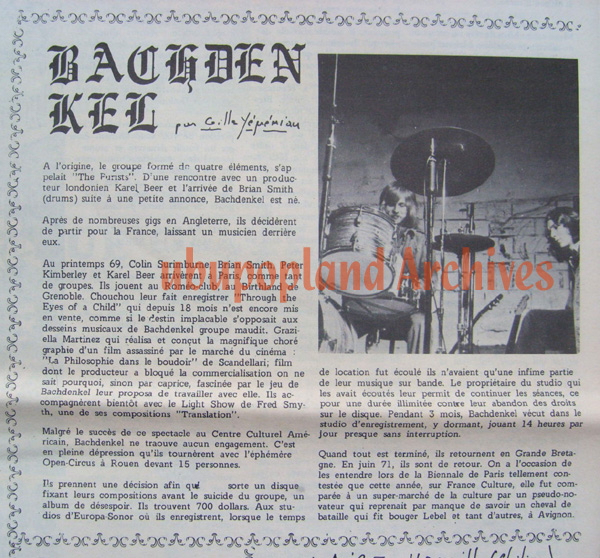 BACHDEN
KEL
par Gille Yéprémian
A l'origine, le groupe formé de quatre éléments, s'ap
pelait "The Purists". D'une rencontre avec un produc-
teur londonien Karel Beer et l'arrivée de Brian Smith
(drums) suite à une petite annonce, Bachdenkel est né.
Après de nombreuses gigs en Angleterre, ils décidèrent
de partir pour la France, laissant un musicien derrière
eux.
Au printemps 69, Colin Surinburne, Brian Smith, Peter
Kimberley et Karel Beer arrivèrent à Paris, comme tant
de groupes. Ils jouent au Roméo-club, au Birthland de
Grenoble. Chouchou leur fait enregistrer "Through the
Eyes of a Child" qui depuis 18 mois n'est encore mis
en vente, comme si le destin implacable s'opposait aux
desseins musicaux de Bachdenkel groupe maudit. Grazi-
ella Martinez qui réalisa et conçut la magnifique choré
graphie d'un film assassiné par le marché du cinéma :
"La Philosophie dans le boudoir" de Scandellari; film
dont le producteur a bloqué la commercialisation on ne
sait pourquoi, sinon par caprice, fascinée par le jeu de
Bachdenkel leur proposa de travailler avec elle. Ils ac-
compagnèrent bientôt avec le Light Show de Fred Smy-
th, une de ses compositions "Translation".
Malgré le succès de ce spectacle au Centre Culturel Amé-
ricain, Bachdenkel ne traouve aucun engagement. C'est
en pleine dépression qu'ils tournèrent avec l'éphémère
Open-Circus à Rouen devant 15 personnes.
Ils prennent une décision afin que sorte un disque,
fixant leurs compositions avant le suicide du groupe, un
album de désespoir. Ils trouvent 700 dollars. Aux stu-
dios d'Europa-Sonor où ils enregistrent, lorsque le temps
de location fut écoulé ils n'avaient qu'une infime partie
de leur musique sur bande. Le propriétaire du studio qui
les avait écoutés leur permit de continuer les séances, ce
pour une durée illimitée contre leur abandon des droits
sur le disque. Pendant 3 mois, Bachdenkel vécut dans le
studio d'enregistrement, y dormant, jouant 14 heures par
jour presque sans interruption.
Quand tout est terminé, ils retournent en Grande Breta-
gne. En juin 71, ils sont de retour. On a l'occasion de
les entendre lors de la Biennale de Paris tellement con-
testée que cette année, sur France Culture, elle fut com-
parée à un super-marché de la culture par un pseudo-no-
vateur qui reprenait par manque de savoir un cheval de
bataille qui fit bouger Lebel et tant d'autres, à Avignon.
ubupopland Archives